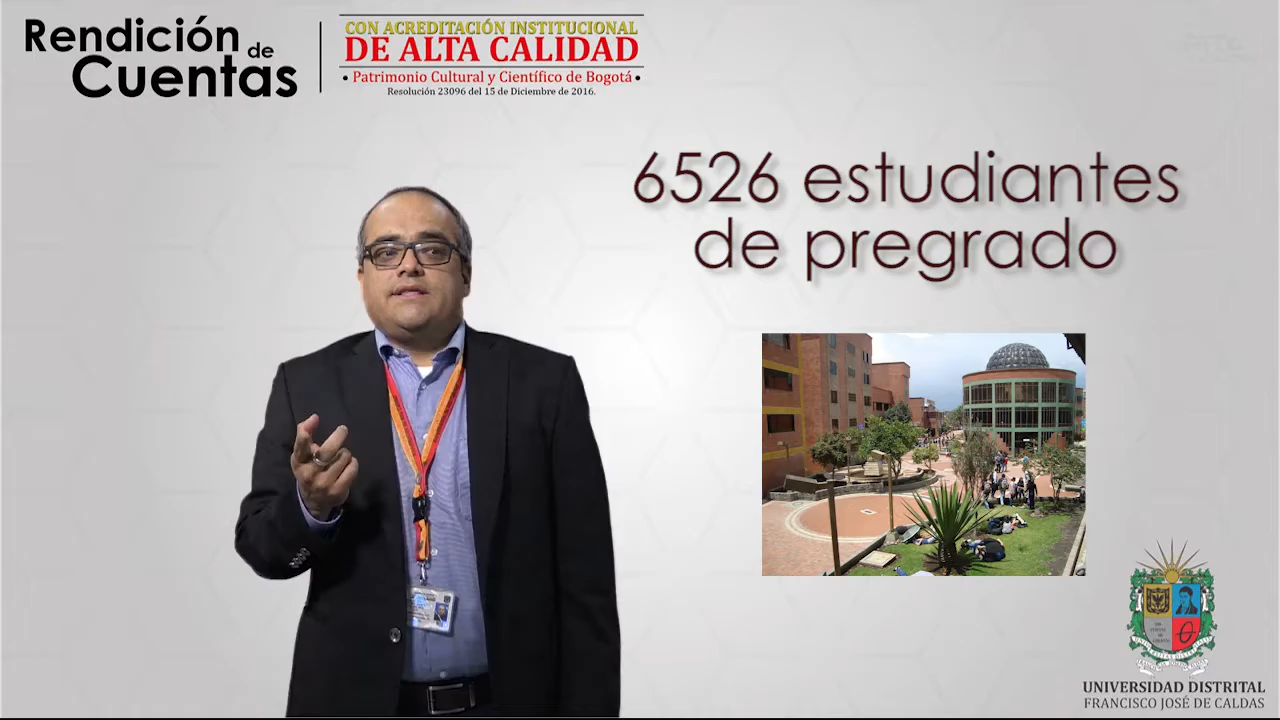 Rendición de
Cuentas
CON ACREDITACIÓN INSTITUCIONAL
DE ALTA CALIDAD
• Patrimonio Cultural y Científico de Bogotá •
Resolución 23096 del 15 de Diciembre de 2016.
6526 estudiantes
de pregrado
UNIVERSIDAD DISTRITAL
FRANCISCO JOSÉ DE CALDAS